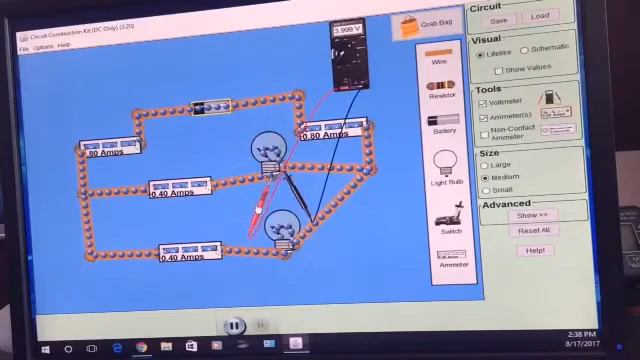 Circuit Construction Kit (DC Only) (3.20)
File Options Help
3.999 V
Grab Bag
Wire
Resistor
Battery
Light Bulb
Switch
Ammeter
.80 Amps
0.80 Amps
0.40 Amps
0.40 Amps
Circuit
Save Load
Visual
Lifelike Schematic
Show Values
Tools
Voltmeter
Ammeter(s)
Non-Contact
Ammeter
Size
Large
Medium
Small
Advanced
Show >>
Reset All
Help!
2:38 PM
8/17/2017